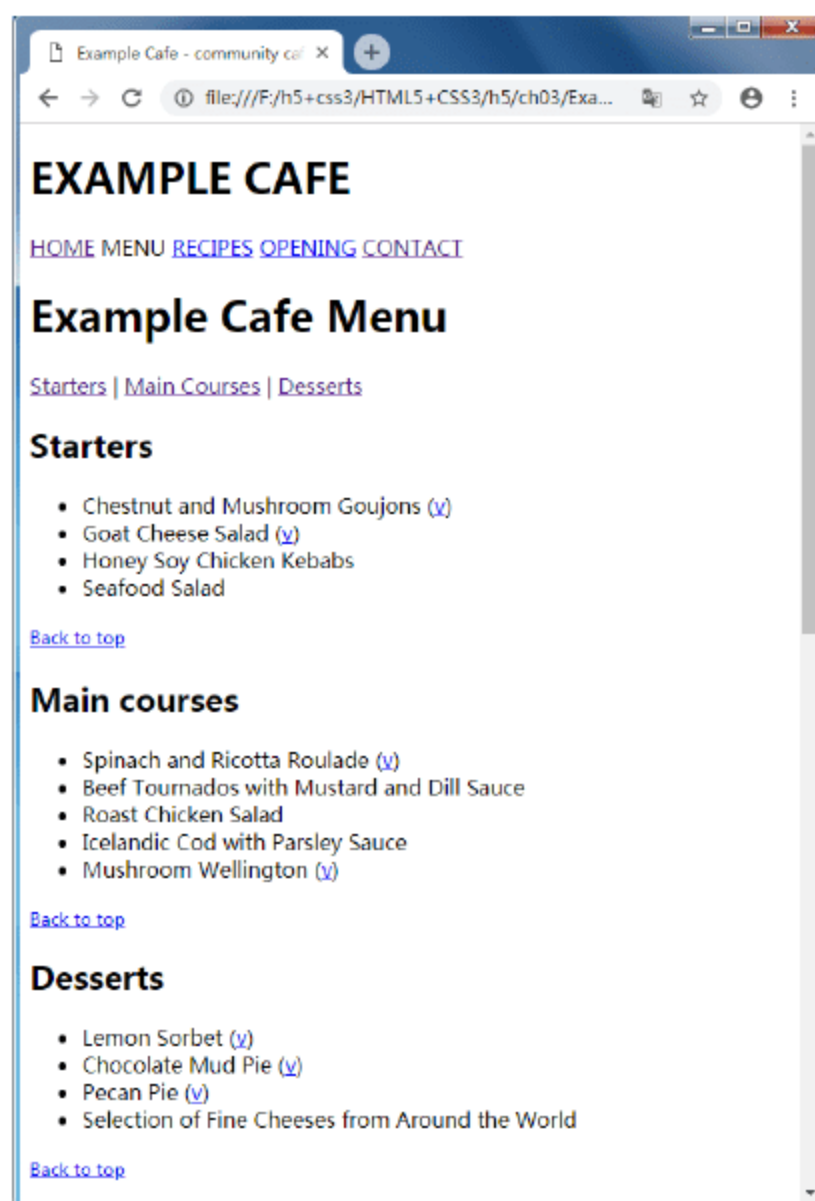 Example Cafe - community ca
file:///F:/h5+css3/HTML5+CSS3/h5/ch03/Exa...
EXAMPLE CAFE
HOME MENU RECIPES OPENING CONTACT
Example Cafe Menu
Starters | Main Courses | Desserts
Starters
Chestnut and Mushroom Goujons (v)
Goat Cheese Salad (v)
Honey Soy Chicken Kebabs
Seafood Salad
Back to top
Main courses
Spinach and Ricotta Roulade (v)
Beef Tournados with Mustard and Dill Sauce
Roast Chicken Salad
Icelandic Cod with Parsley Sauce
Mushroom Wellington (v)
Back to top
Desserts
Lemon Sorbet (v)
Chocolate Mud Pie (v)
Pecan Pie (v)
Selection of Fine Cheeses from Around the World
Back to top